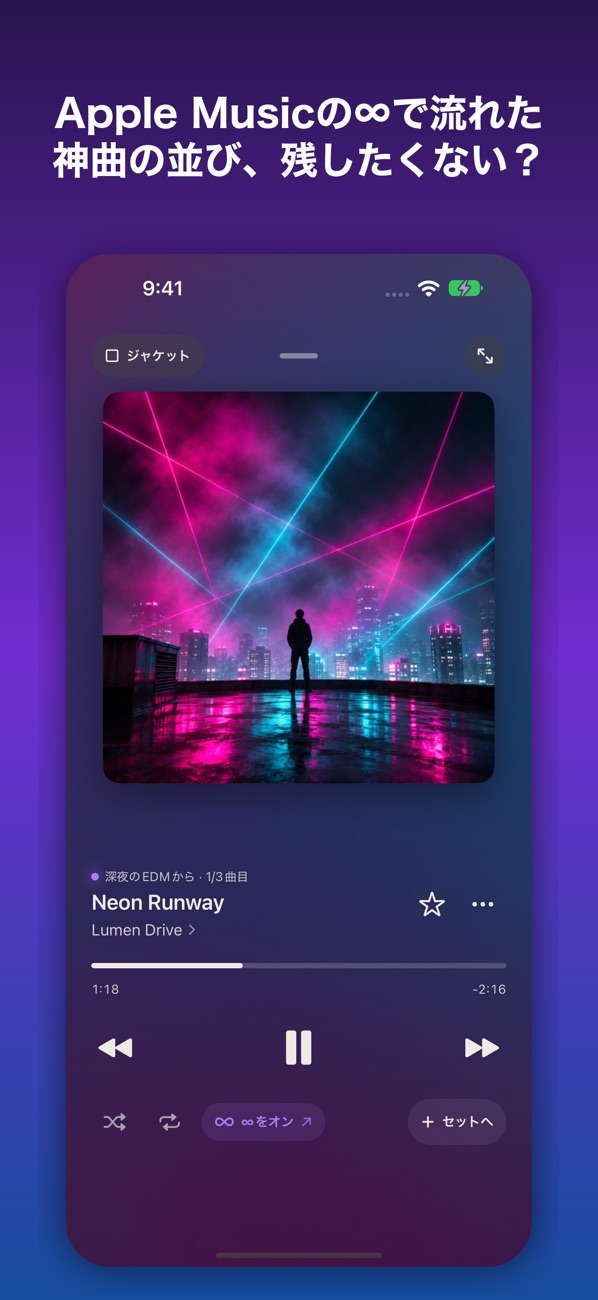 Apple Musicの∞で流れた
神曲の並び、残したくない？
9:41
ジャケット
深夜のEDMから · 1/3曲目
Neon Runway
Lumen Drive
1:18
-2:16
∞をオン
セットへ